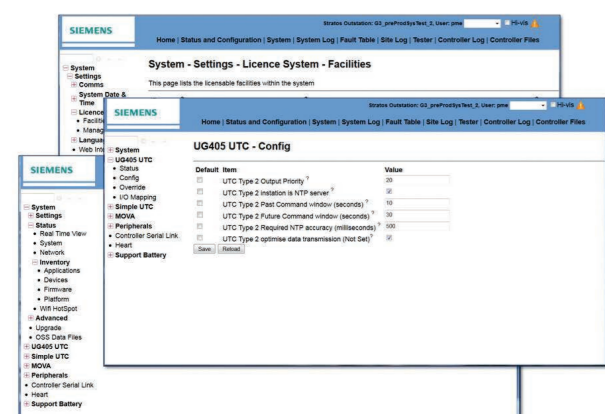 SIEMENS
Stratos Outstation: G3_preProdSysTest_2, User: pme
Hi-vis
Home | Status and Configuration | System | System Log | Fault Table | Site Log | Tester | Controller Log | Controller Files
System
Settings
Comms
System Date &
Time
Licence
Faciliti
Manag
Langua
Web Inte
System - Settings - Licence System - Facilities
This page lists the licensable facilities within the system
SIEMENS
Stratos Outstation: G3_preProdSysTest_2, User: pme
Hi-vis
Home | Status and Configuration | System | System Log | Fault Table | Site Log | Tester | Controller Log | Controller Files
System
UG405 UTC
Status
Config
Override
I/O Mapping
Simple UTC
MOVA
Peripherals
Controller Serial Link
Heart
Support Battery
UG405 UTC - Config
Default Item Value
UTC Type 2 Output Priority ? 20
UTC Type 2 instation is NTP server ?
UTC Type 2 Past Command window (seconds) ? 10
UTC Type 2 Future Command window (seconds) ? 30
UTC Type 2 Required NTP accuracy (milliseconds) ? 500
UTC Type 2 optimise data transmission (Not Set) ?
Save Reload
SIEMENS
System
Settings
Status
Real Time View
System
Network
Inventory
Applications
Devices
Firmware
Platform
Wifi HotSpot
Advanced
Upgrade
OSS Data Files
UG405 UTC
Simple UTC
MOVA
Peripherals
Controller Serial Link
Heart
Support Battery